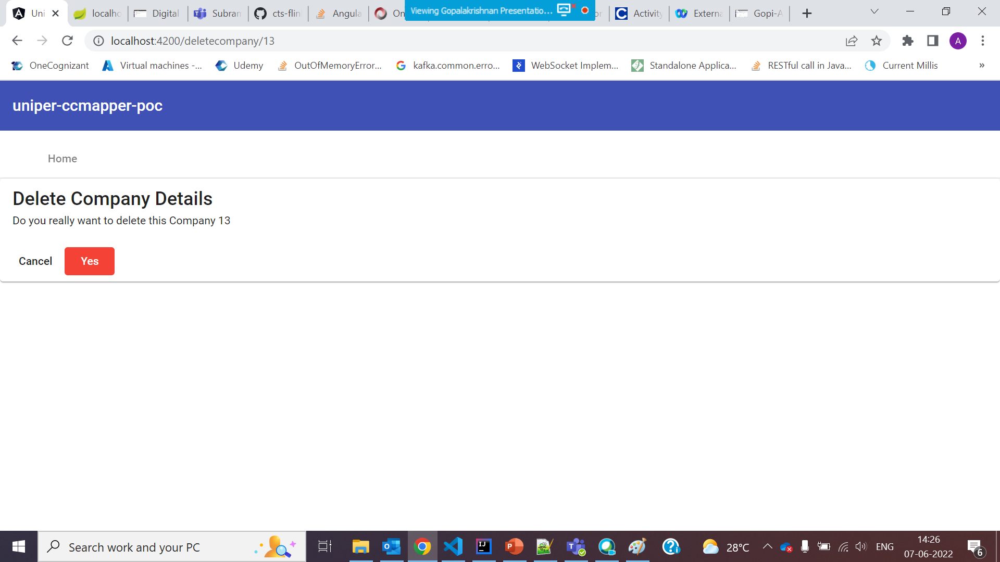 Uni
localho
Digital
Subram
cts-flin
Angula
On
Viewing Gopalakrishnan Presentatio...
or
Activity
Externa
Gopi-A
localhost:4200/deletecompany/13
A
OneCognizant
Virtual machines -...
Udemy
OutOfMemoryError...
kafka.common.erro...
WebSocket Implem...
Standalone Applica...
RESTful call in Java...
Current Millis
»
uniper-ccmapper-poc
Home
Delete Company Details
Do you really want to delete this Company 13
Cancel
Yes
Search work and your PC
28°C
ENG
14:26
07-06-2022
6